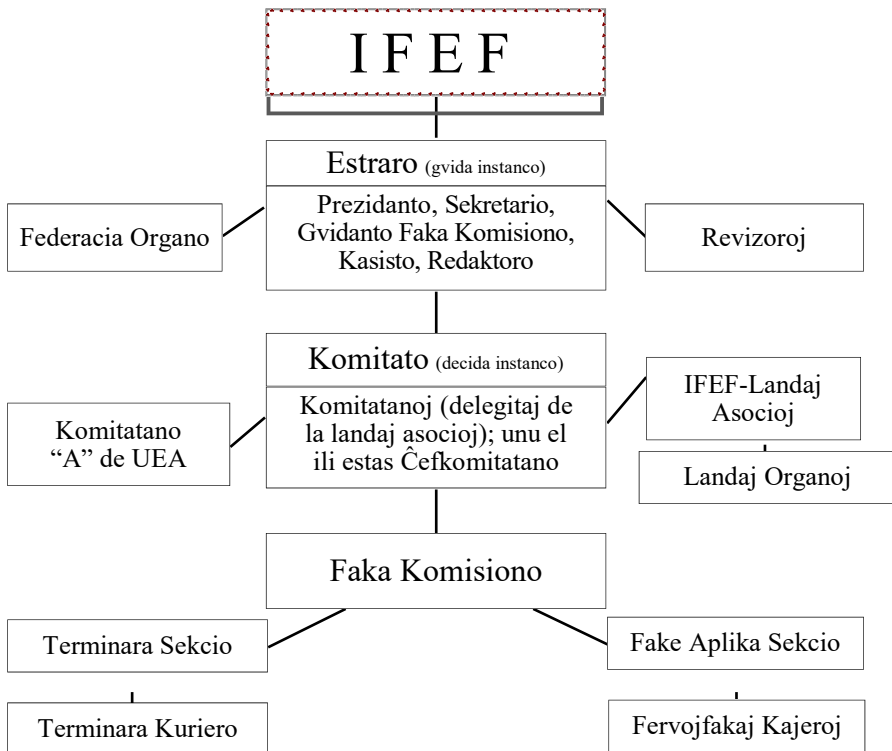 I F E F
Estraro (gvida instanco)
Prezidanto, Sekretario,
Gvidanto Faka Komisiono,
Kasisto, Redaktoro
Federacia Organo
Revizoroj
Komitato (decida instanco)
Komitatanoj (delegitaj de
la landaj asocioj); unu el
ili estas Ĉefkomitatano
Komitatano
“A” de UEA
IFEF-Landaj
Asocioj
Landaj Organoj
Faka Komisiono
Terminara Sekcio
Fake Aplika Sekcio
Terminara Kuriero
Fervojfakaj Kajeroj